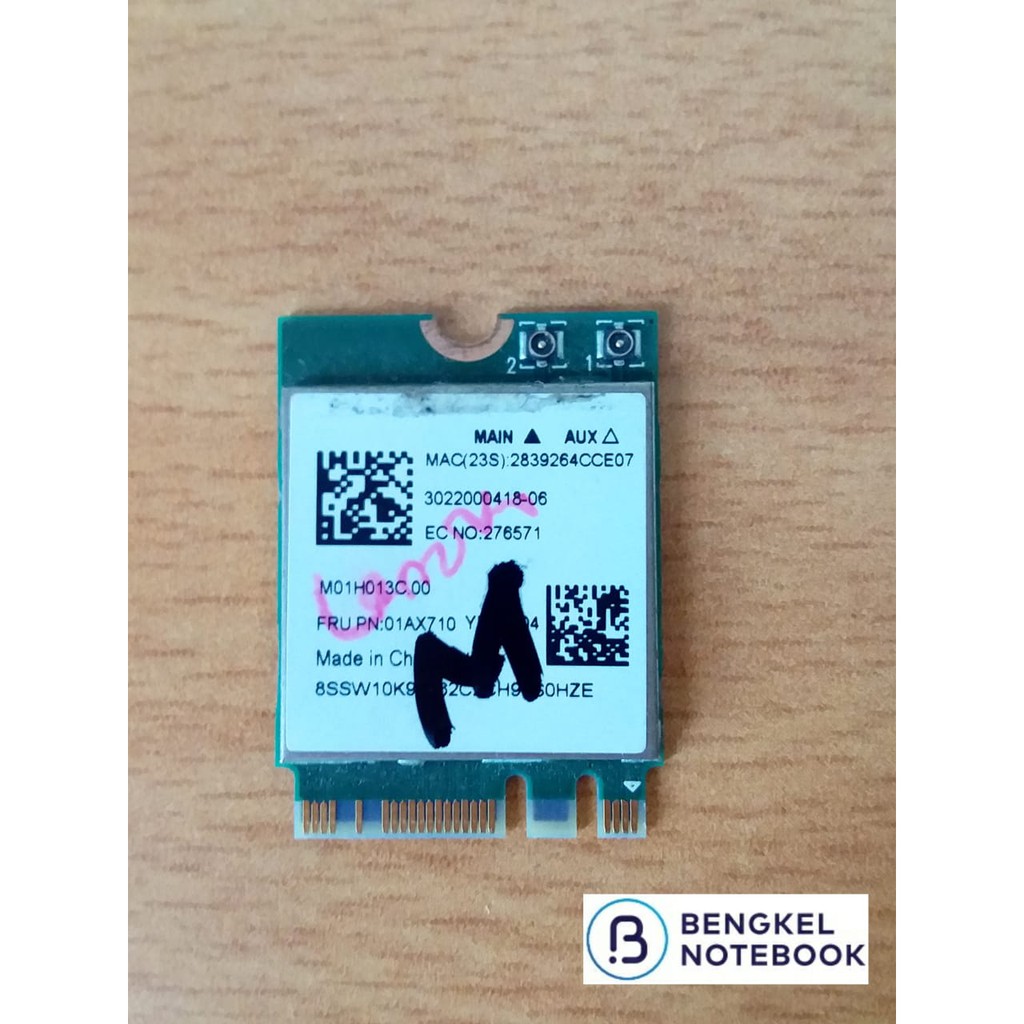 2 1
MAIN ▲ AUX △
MAC(23S):2839264CCE07
3022000418-06
EC NO:276571
M01H013C.00
FRU PN:01AX710
Made in
M
BENGKEL
NOTEBOOK